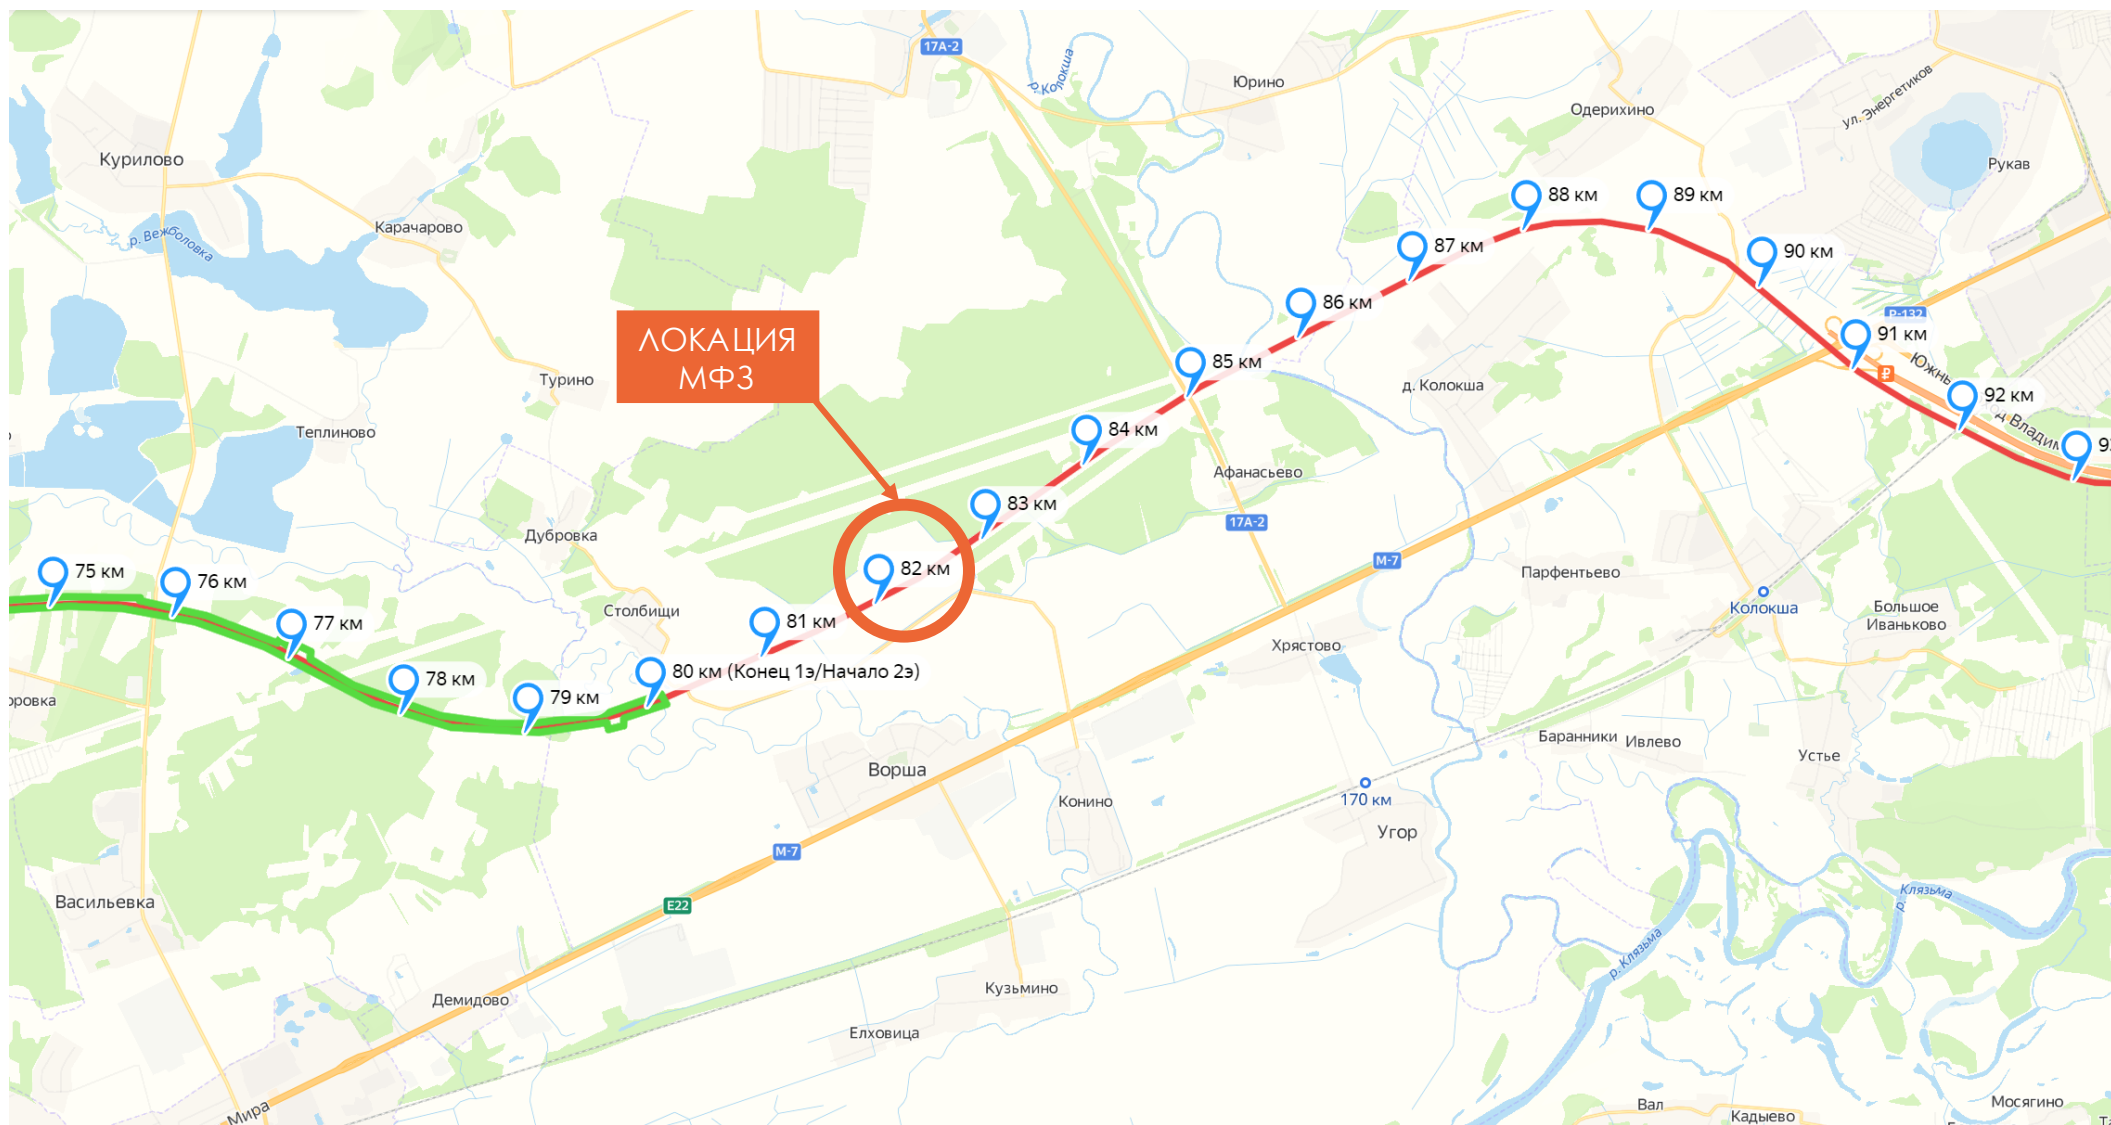 17А-2
р. Колокша
Юрино
Одерихино
ул. Энергетиков
Рукав
Курилово
Карачарово
р. Вежболовка
88 км
89 км
87 км
90 км
86 км
Р-132
91 км
ЛОКАЦИЯ
МФЗ
Турино
85 км
д. Колокша
92 км
Теплиново
84 км
Афанасьево
83 км
17А-2
Дубровка
М-7
75 км
76 км
82 км
Парфентьево
Колокша
Большое
Иваньково
Столбищи
77 км
81 км
Хрястово
80 км (Конец 1э/Начало 2э)
78 км
79 км
Баранники
Ивлево
Устье
Ворша
Конино
170 км
Угор
М-7
Васильевка
Е22
р. Клязьма
р. Клязьма
Демидово
Кузьмино
Елховица
Мира
Вал
Кадыево
Мосягино